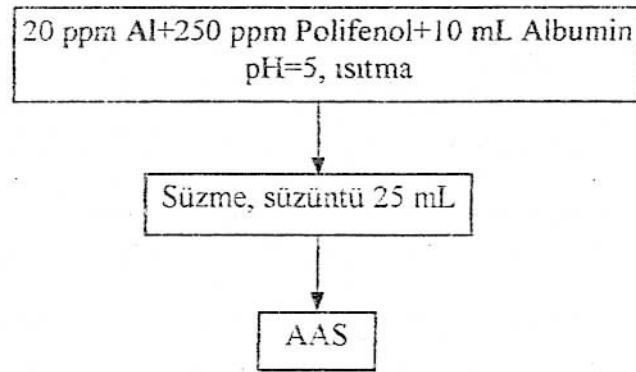 20 ppm Al+250 ppm Polifenol+10 mL Albumin
pH=5, ısıtma
Süzme, süzüntü 25 mL
AAS